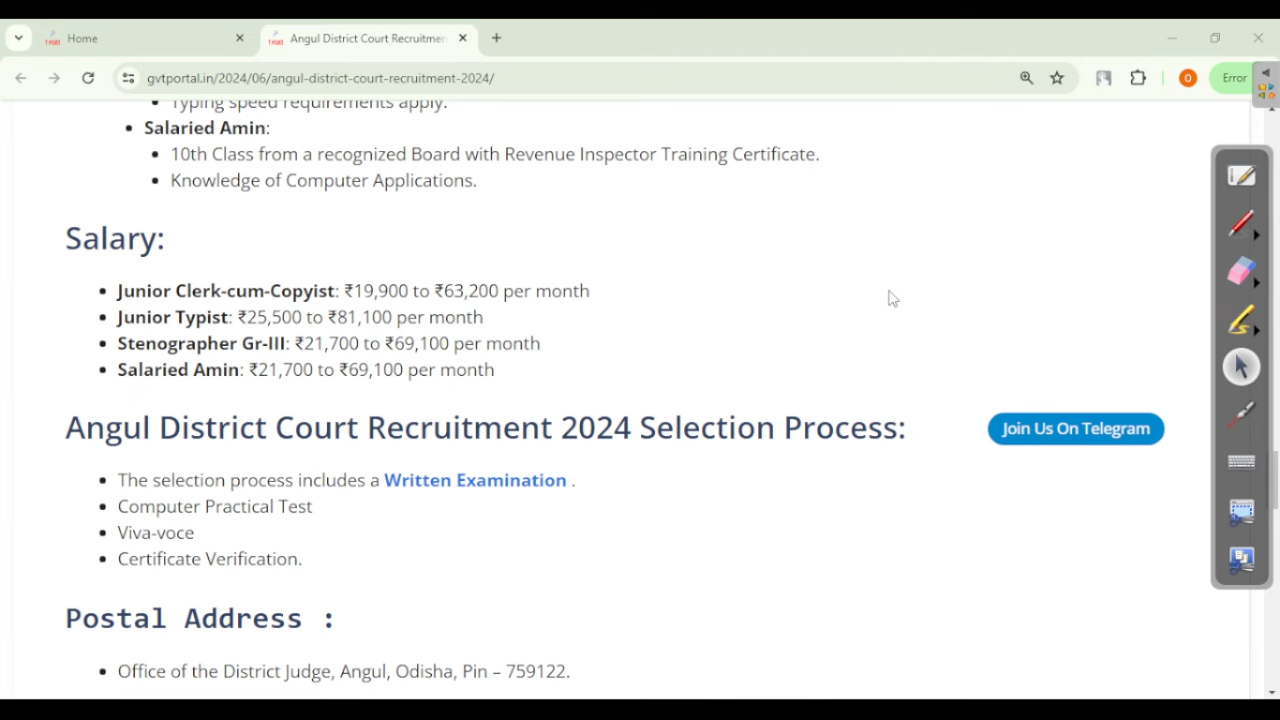 Home
Angul District Court Recruitmen
gvtportal.in/2024/06/angul-district-court-recruitment-2024/
O
Error
Typing speed requirements apply.
Salaried Amin:
10th Class from a recognized Board with Revenue Inspector Training Certificate.
Knowledge of Computer Applications.
Salary:
Junior Clerk-cum-Copyist: ₹19,900 to ₹63,200 per month
Junior Typist: ₹25,500 to ₹81,100 per month
Stenographer Gr-III: ₹21,700 to ₹69,100 per month
Salaried Amin: ₹21,700 to ₹69,100 per month
Angul District Court Recruitment 2024 Selection Process:
Join Us On Telegram
The selection process includes a Written Examination .
Computer Practical Test
Viva-voce
Certificate Verification.
Postal Address :
Office of the District Judge, Angul, Odisha, Pin – 759122.